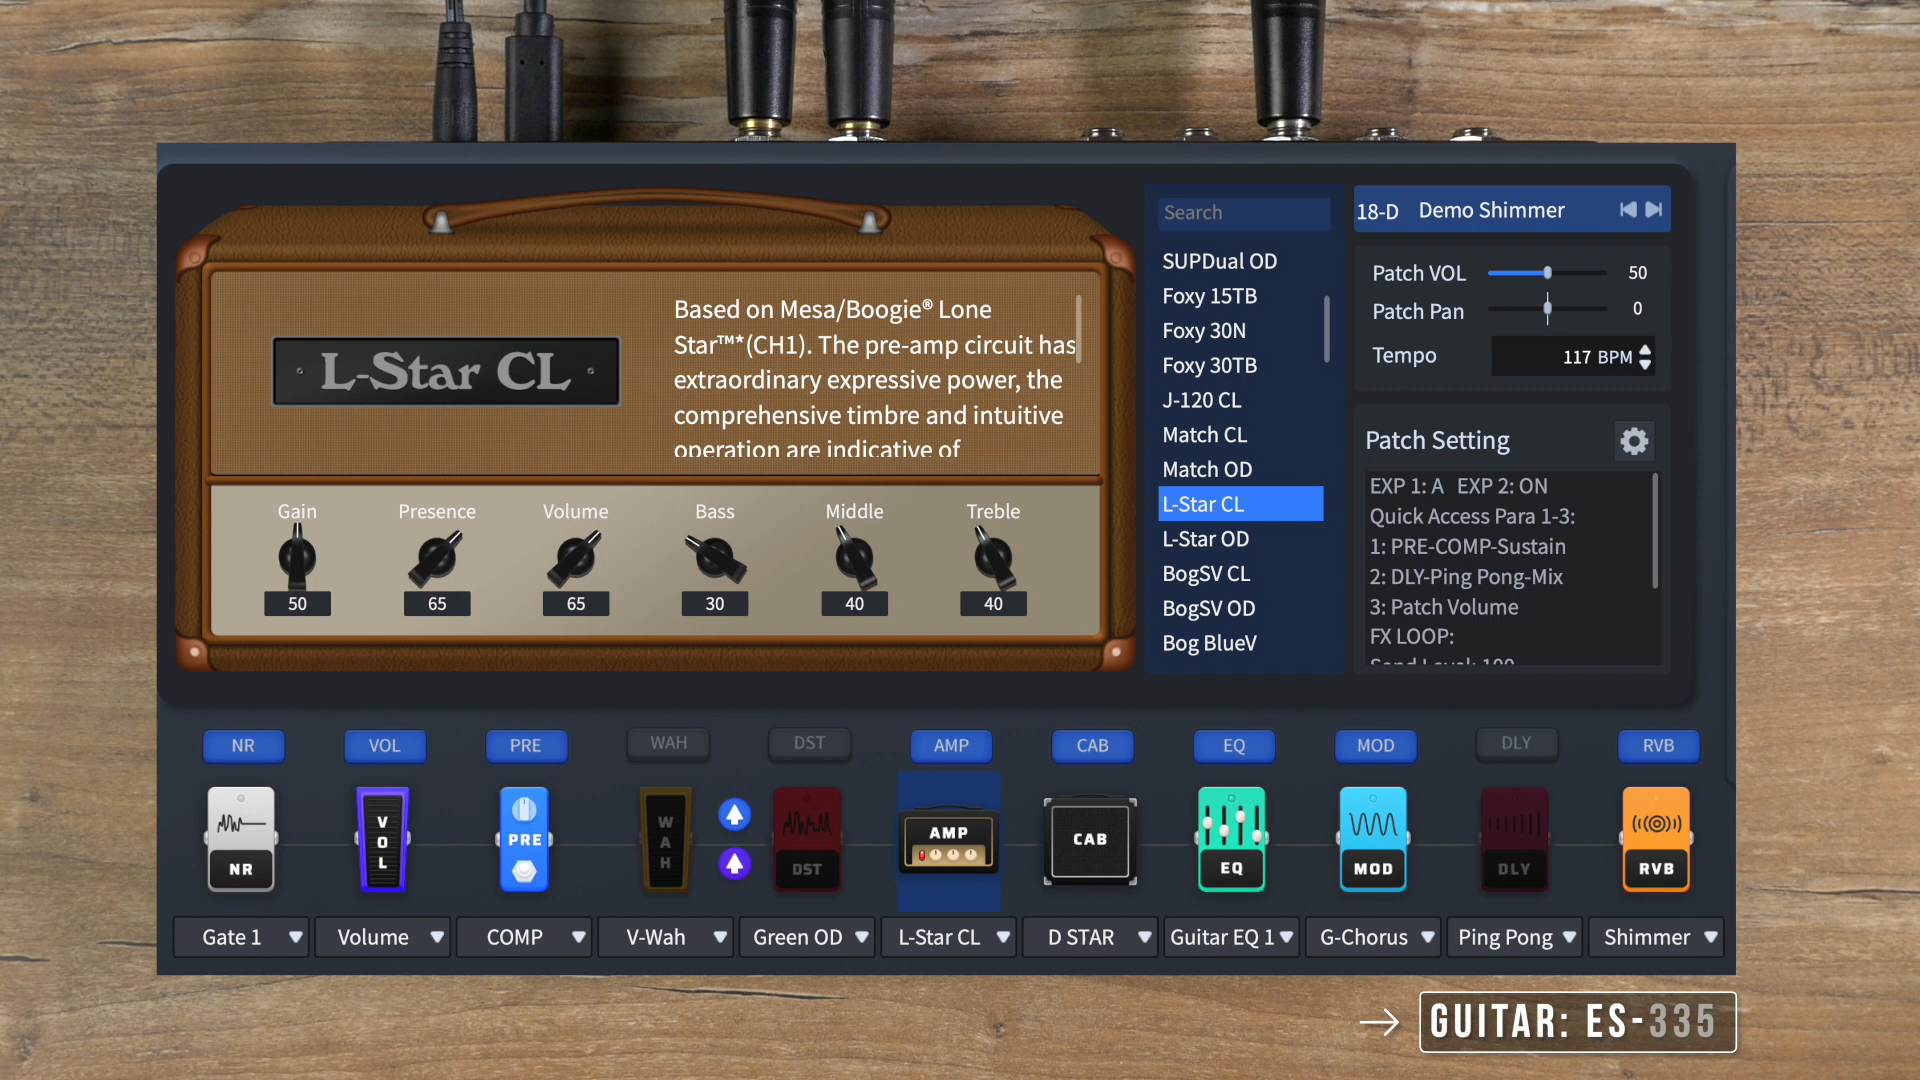 Search
18-D Demo Shimmer
L-Star CL
Based on Mesa/Boogie® Lone
Star™*(CH1). The pre-amp circuit has
extraordinary expressive power, the
comprehensive timbre and intuitive
operation are indicative of
Gain
Presence
Volume
Bass
Middle
Treble
50
65
65
30
40
40
SUPDual OD
Foxy 15TB
Foxy 30N
Foxy 30TB
J-120 CL
Match CL
Match OD
L-Star CL
L-Star OD
BogSV CL
BogSV OD
Bog BlueV
Patch VOL 50
Patch Pan 0
Tempo 117 BPM
Patch Setting
EXP 1: A EXP 2: ON
Quick Access Para 1-3:
1: PRE-COMP-Sustain
2: DLY-Ping Pong-Mix
3: Patch Volume
FX LOOP:
Send Level: 100
NR
VOL
PRE
WAH
DST
AMP
CAB
EQ
MOD
DLY
RVB
NR
VOL
PRE
WAH
DST
AMP
CAB
EQ
MOD
DLY
RVB
Gate 1
Volume
COMP
V-Wah
Green OD
L-Star CL
D STAR
Guitar EQ 1
G-Chorus
Ping Pong
Shimmer
GUITAR: ES-335